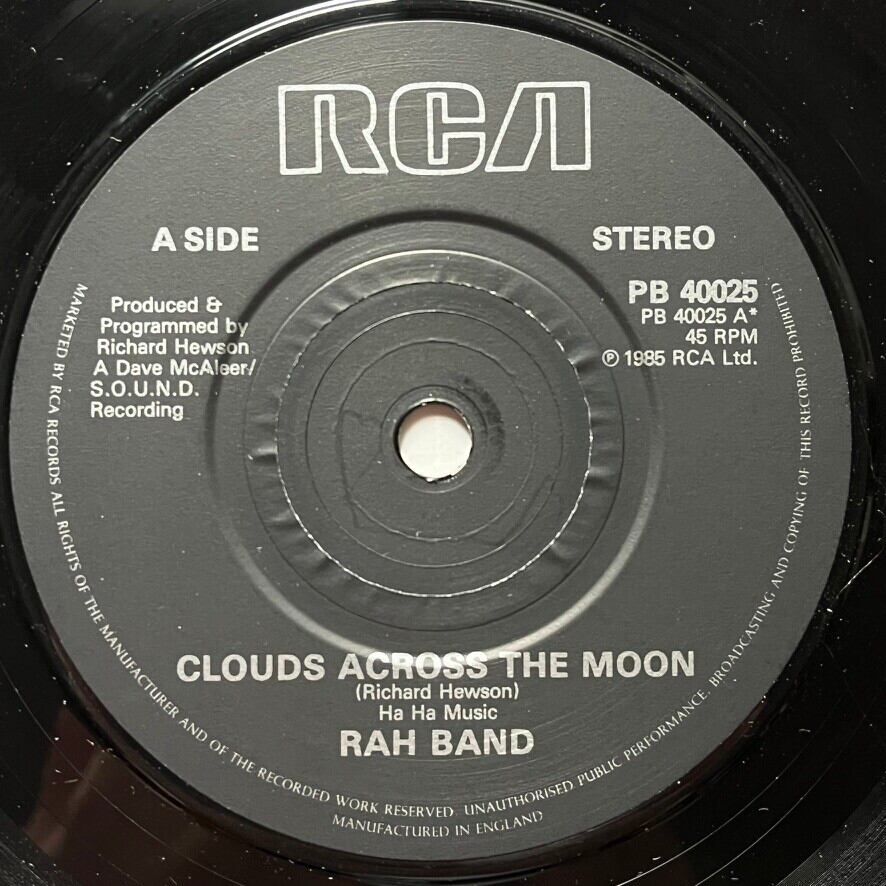 RCA
A SIDE
STEREO
Produced &
Programmed by
Richard Hewson
A Dave McAleer/
S.O.U.N.D.
Recording
PB 40025
PB 40025 A*
45 RPM
℗ 1985 RCA Ltd.
CLOUDS ACROSS THE MOON
(Richard Hewson)
Ha Ha Music
RAH BAND
MARKETED BY RCA RECORDS ALL RIGHTS OF THE MANUFACTURER AND OF THE RECORDED WORK RESERVED. UNAUTHORISED PUBLIC PERFORMANCE, BROADCASTING AND COPYING OF THIS RECORD PROHIBITED.
MANUFACTURED IN ENGLAND